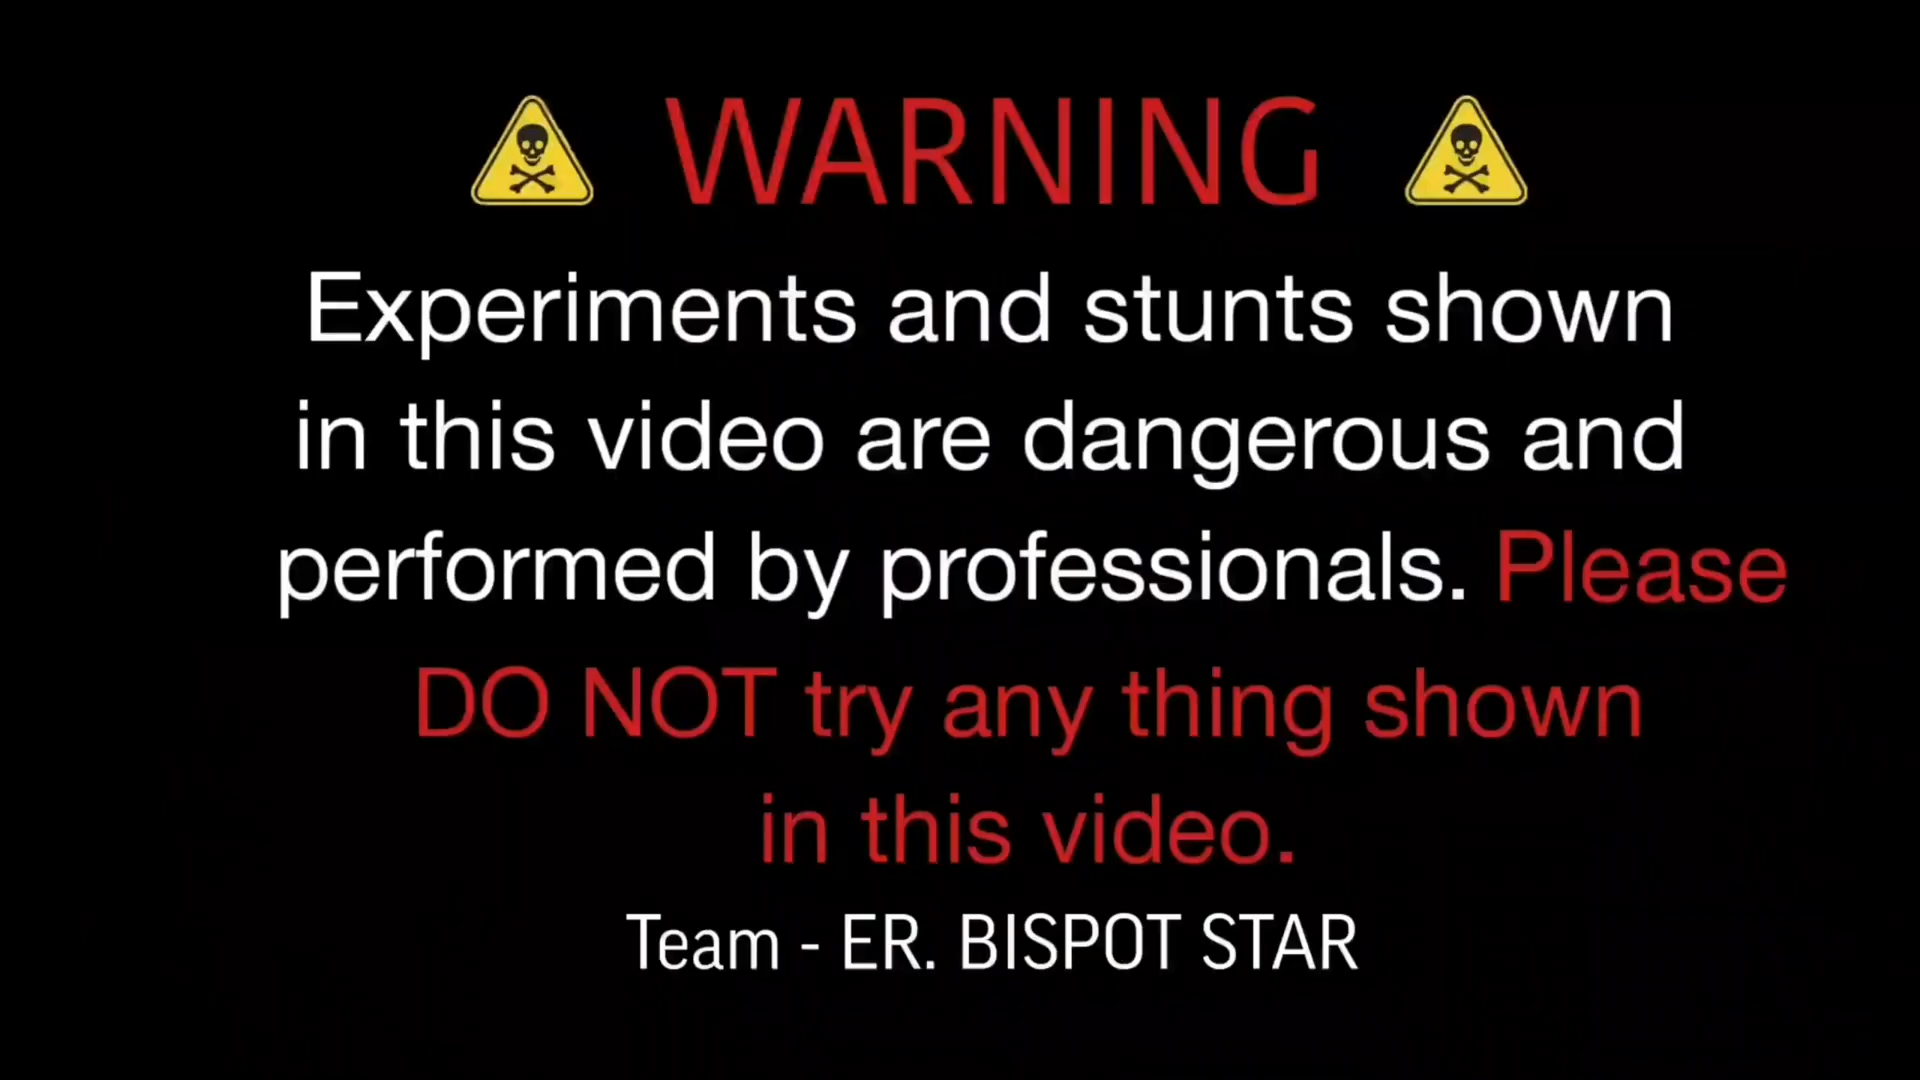 WARNING
Experiments and stunts shown
in this video are dangerous and
performed by professionals. Please
DO NOT try any thing shown
in this video.
Team - ER. BISPOT STAR